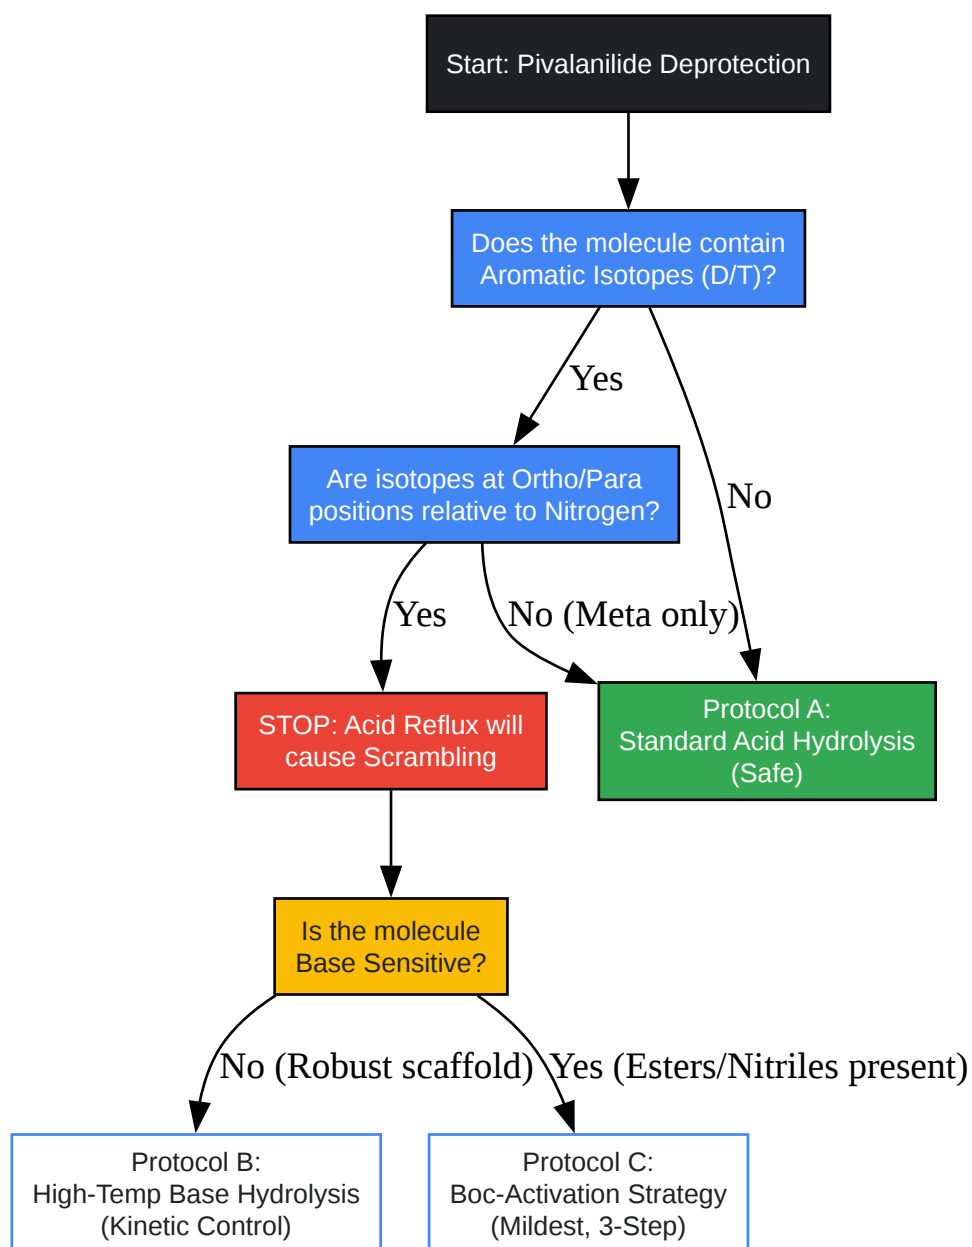 Start: Pivalanilide Deprotection
Does the molecule contain
Aromatic Isotopes (D/T)?
Yes
No
Are isotopes at Ortho/Para
positions relative to Nitrogen?
Yes
No (Meta only)
STOP: Acid Reflux will
cause Scrambling
Protocol A:
Standard Acid Hydrolysis
(Safe)
Is the molecule
Base Sensitive?
No (Robust scaffold)
Yes (Esters/Nitriles present)
Protocol B:
High-Temp Base Hydrolysis
(Kinetic Control)
Protocol C:
Boc-Activation Strategy
(Mildest, 3-Step)